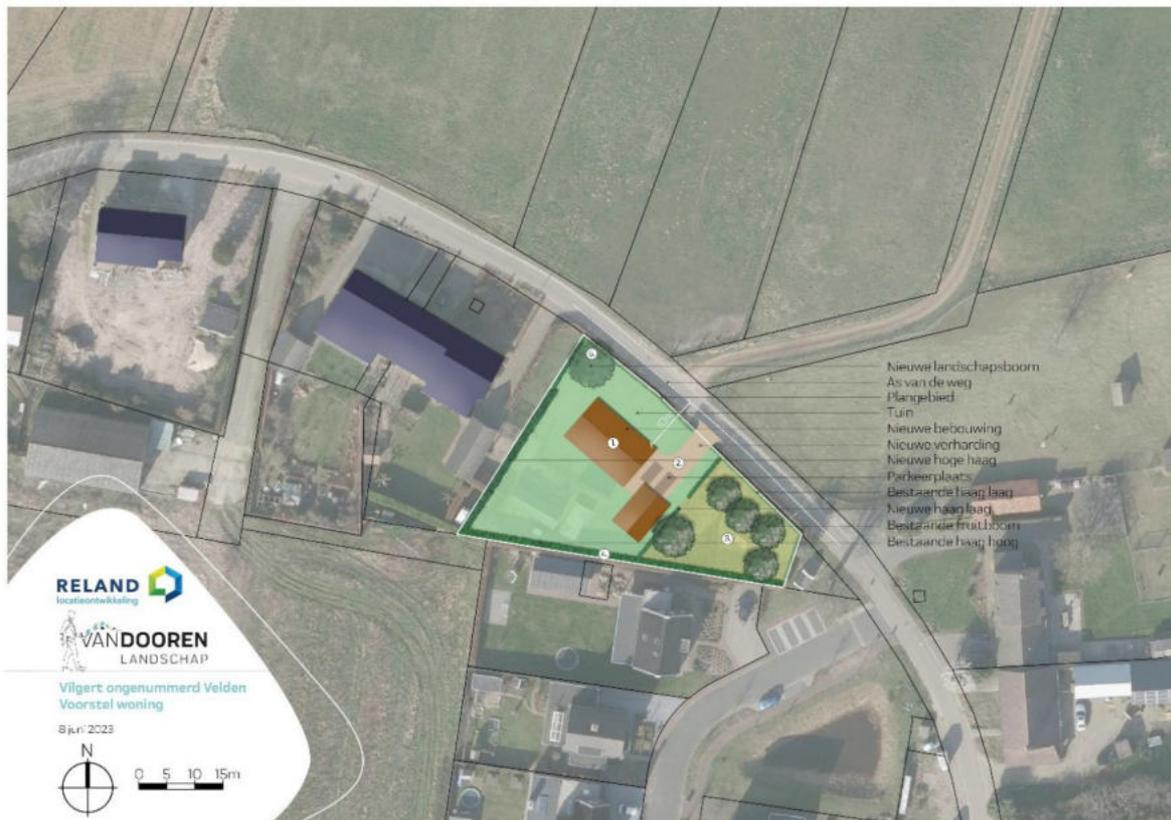 Nieuwe landschapsboom
As van de weg
Plangebied
Tuin
Nieuwe bebouwing
Nieuwe verharding
Nieuwe hoge haag
Parkeerplaats
Bestaande haag laag
Nieuwe haag laag
Bestaande fruitboom
Bestaande haag hoog
1
2
3
4
RELAND
locatieontwikkeling
VANDOOREN
LANDSCHAP
Vilgert ongenummerd Velden
Voorstel woning
8 juni 2023
N
0 5 10 15m